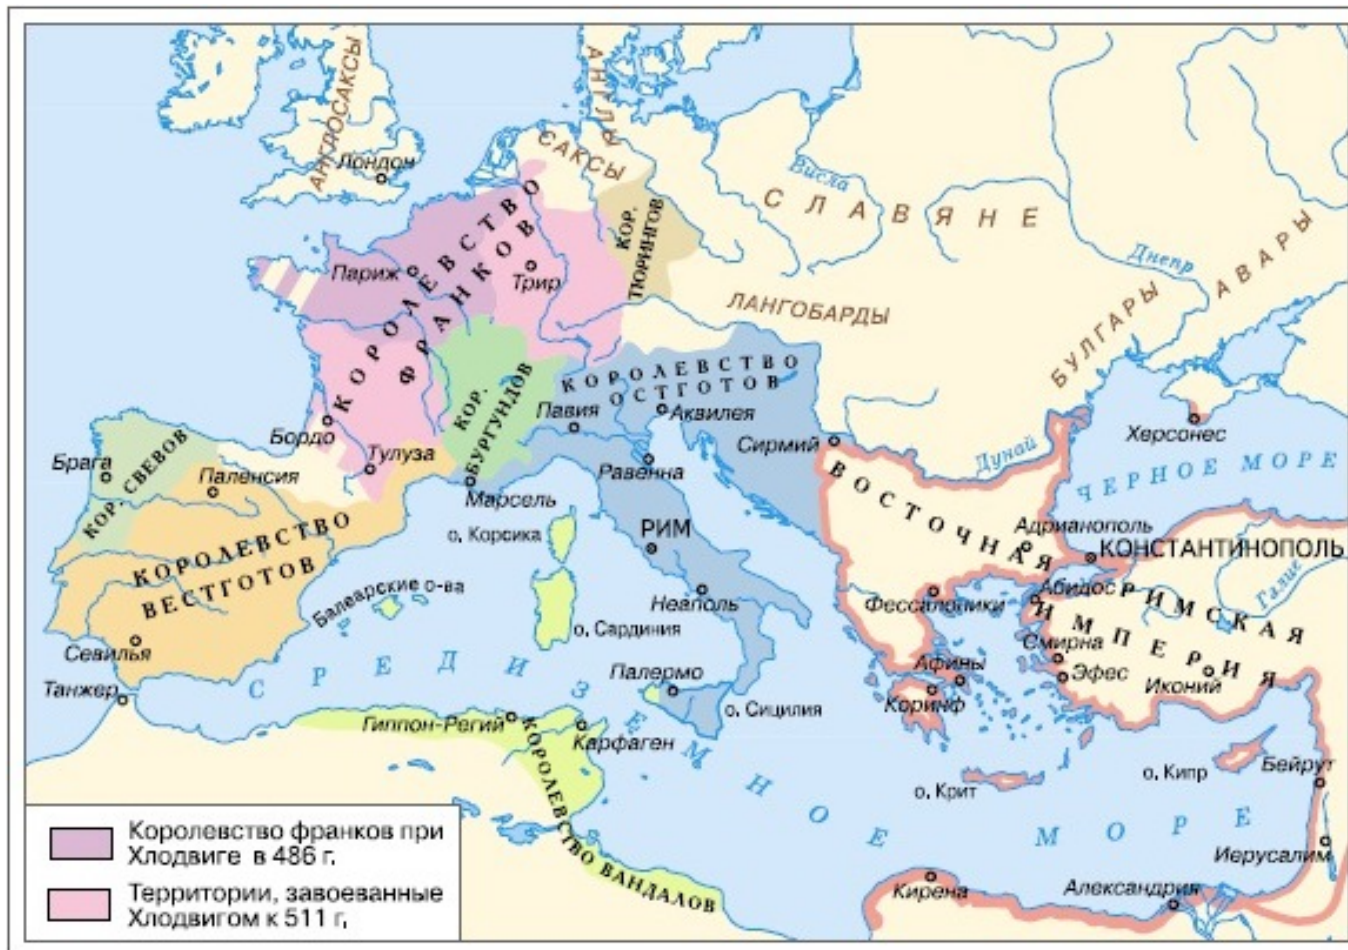 АНГЛОСАКСЫ
Лондон
АНГЛЫ
САКСЫ
Висла
СЛАВЯНЕ
Днепр
АВАРЫ
БУЛГАРЫ
ЛАНГОБАРДЫ
КОР. ТЮРИНГОВ
КОРОЛЕВСТВО
ФРАНКОВ
Париж
Трир
КОРОЛЕВСТВО
ОСТГОТОВ
КОР.
БУРГУНДОВ
Павия
Аквилея
Сирмий
Дунай
Херсонес
ЧЕРНОЕ МОРЕ
Бордо
Тулуза
Брага
КОР. СВЕВОВ
Паленсия
Равенна
Марсель
ВОСТОЧНАЯ
РИМСКАЯ
ИМПЕРИЯ
Адрианополь
КОНСТАНТИНОПОЛЬ
о. Корсика
РИМ
КОРОЛЕВСТВО
ВЕСТГОТОВ
Балеарские о-ва
Неаполь
Фессалоники
Абидос
Галис
о. Сардиния
Севилья
Смирна
Афины
Эфес
Иконий
Палермо
Танжер
СРЕДИЗЕМНОЕ МОРЕ
Коринф
о. Сицилия
Гиппон-Регий
Карфаген
КОРОЛЕВСТВО ВАНДАЛОВ
о. Крит
о. Кипр
Бейрут
Иерусалим
Кирена
Александрия
Королевство франков при
Хлодвиге в 486 г.
Территории, завоеванные
Хлодвигом к 511 г,